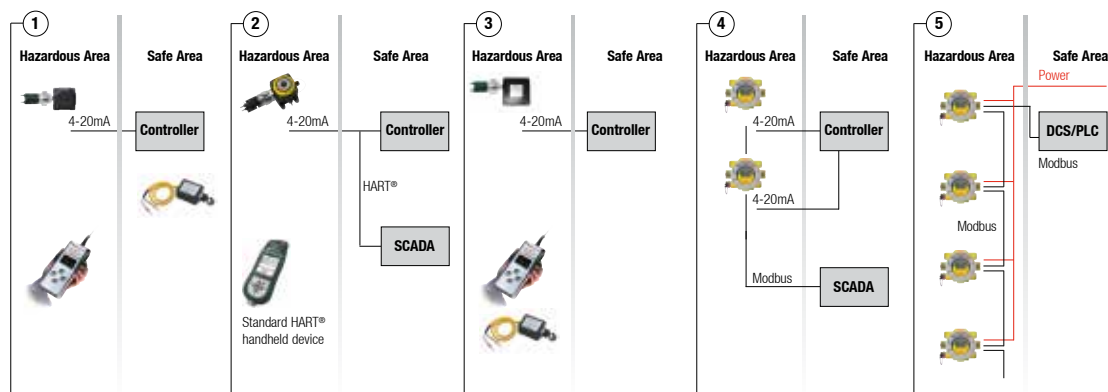 1
Hazardous Area Safe Area
4-20mA
Controller
2
Hazardous Area Safe Area
4-20mA
Controller
HART®
SCADA
Standard HART®
handheld device
3
Hazardous Area Safe Area
4-20mA
Controller
4
Hazardous Area Safe Area
4-20mA
Controller
4-20mA
Modbus
SCADA
5
Hazardous Area Safe Area
Power
DCS/PLC
Modbus
Modbus